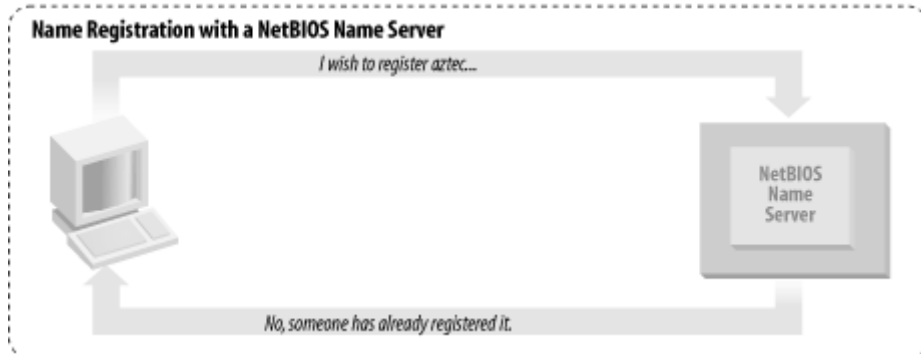 Name Registration with a NetBIOS Name Server
I wish to register aztec...
NetBIOS
Name
Server
No, someone has already registered it.